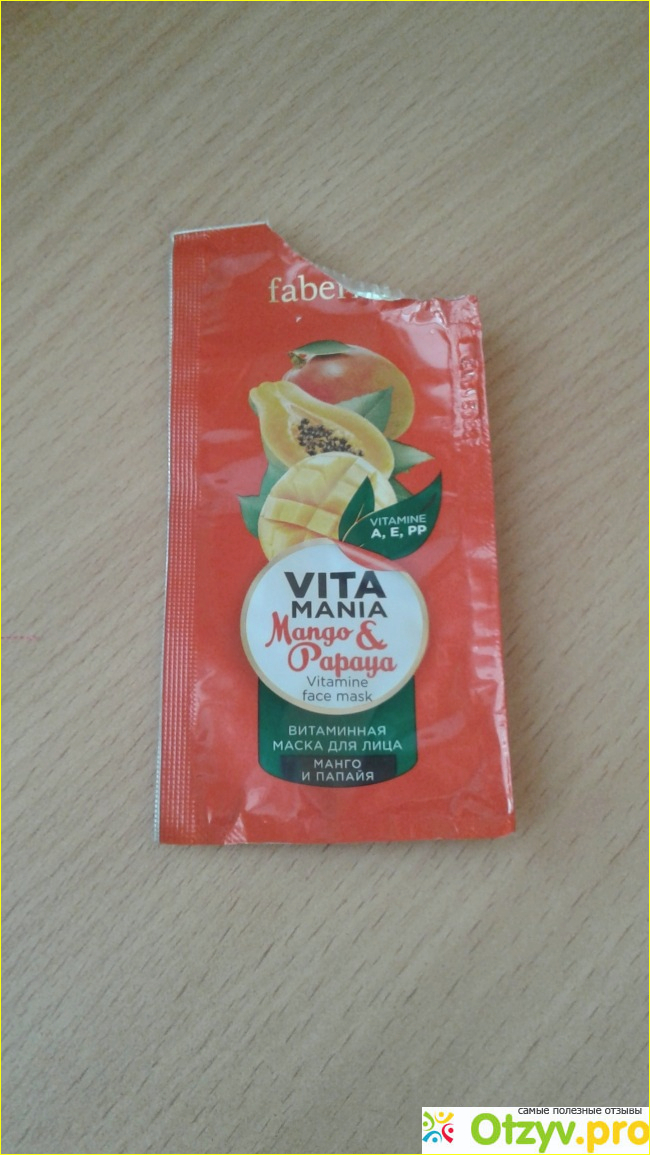 faber
VITAMINE
A, E, PP
VITA
MANIA
Mango &
Papaya
Vitamine
face mask
ВИТАМИННАЯ
МАСКА ДЛЯ ЛИЦА
МАНГО
И ПАПАЙЯ
самые полезные отзывы
Otzyv.pro